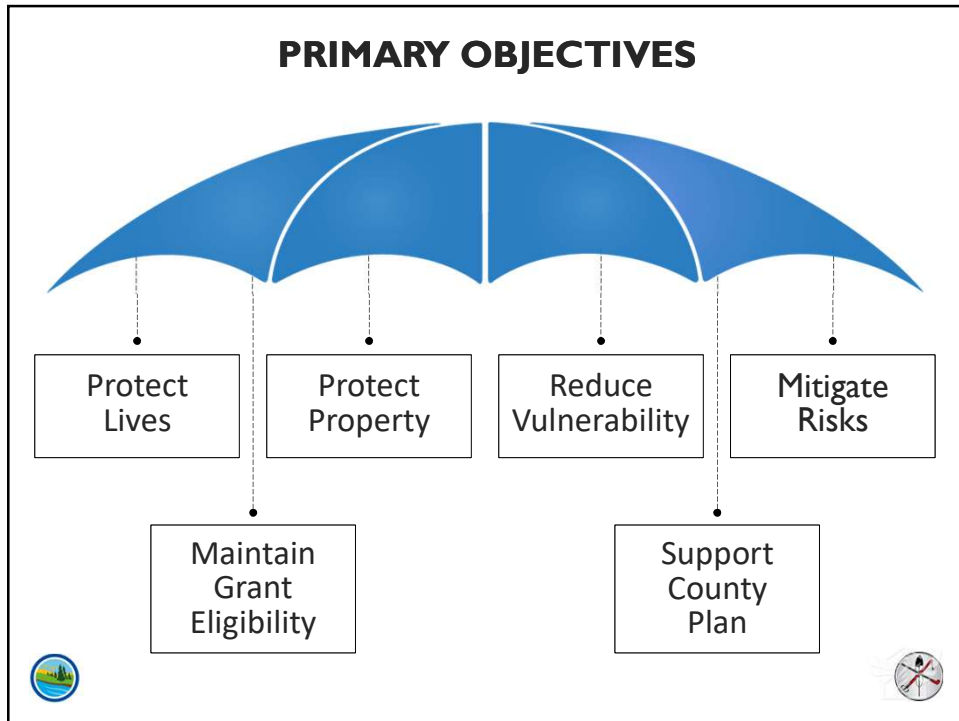 PRIMARY OBJECTIVES
Protect
Lives
Protect
Property
Reduce
Vulnerability
Mitigate
Risks
Maintain
Grant
Eligibility
Support
County
Plan